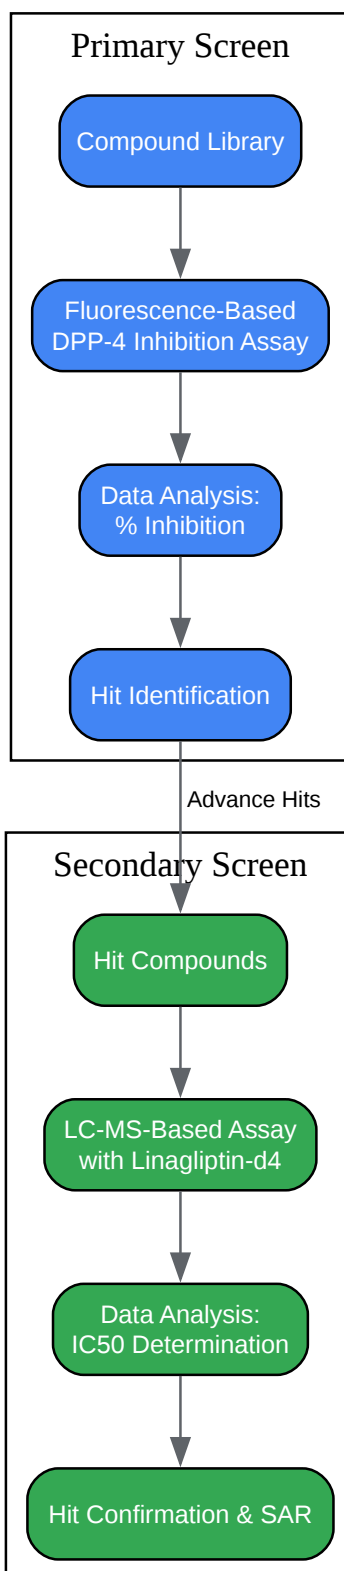 Primary Screen
Compound Library
Fluorescence-Based
DPP-4 Inhibition Assay
Data Analysis:
% Inhibition
Hit Identification
Advance Hits
Secondary Screen
Hit Compounds
LC-MS-Based Assay
with Linagliptin-d4
Data Analysis:
IC50 Determination
Hit Confirmation & SAR